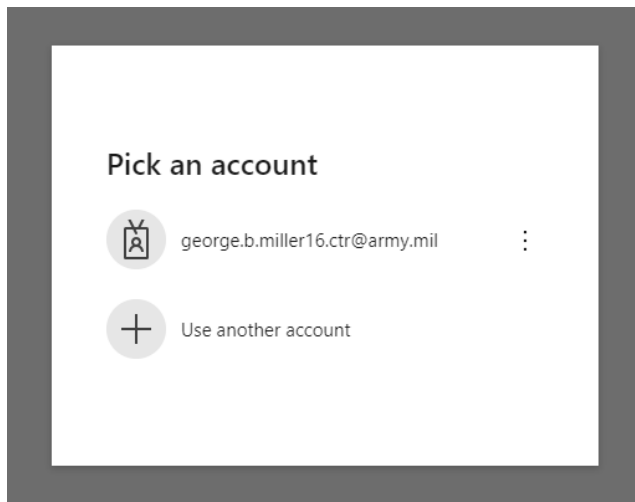 Pick an account
george.b.miller16.ctr@army.mil
Use another account